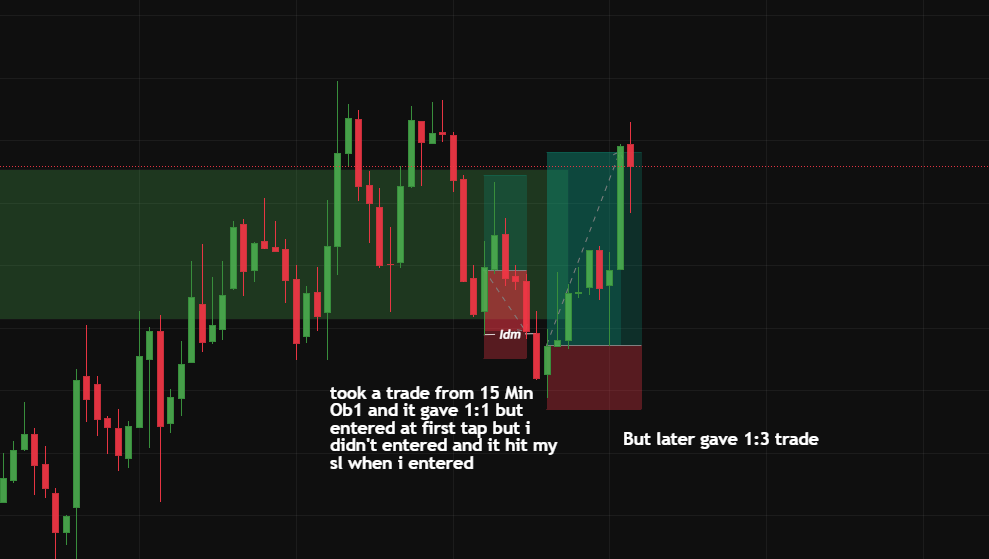 Idm
took a trade from 15 Min
Ob1 and it gave 1:1 but
entered at first tap but i
didn't entered and it hit my
sl when i entered
But later gave 1:3 trade